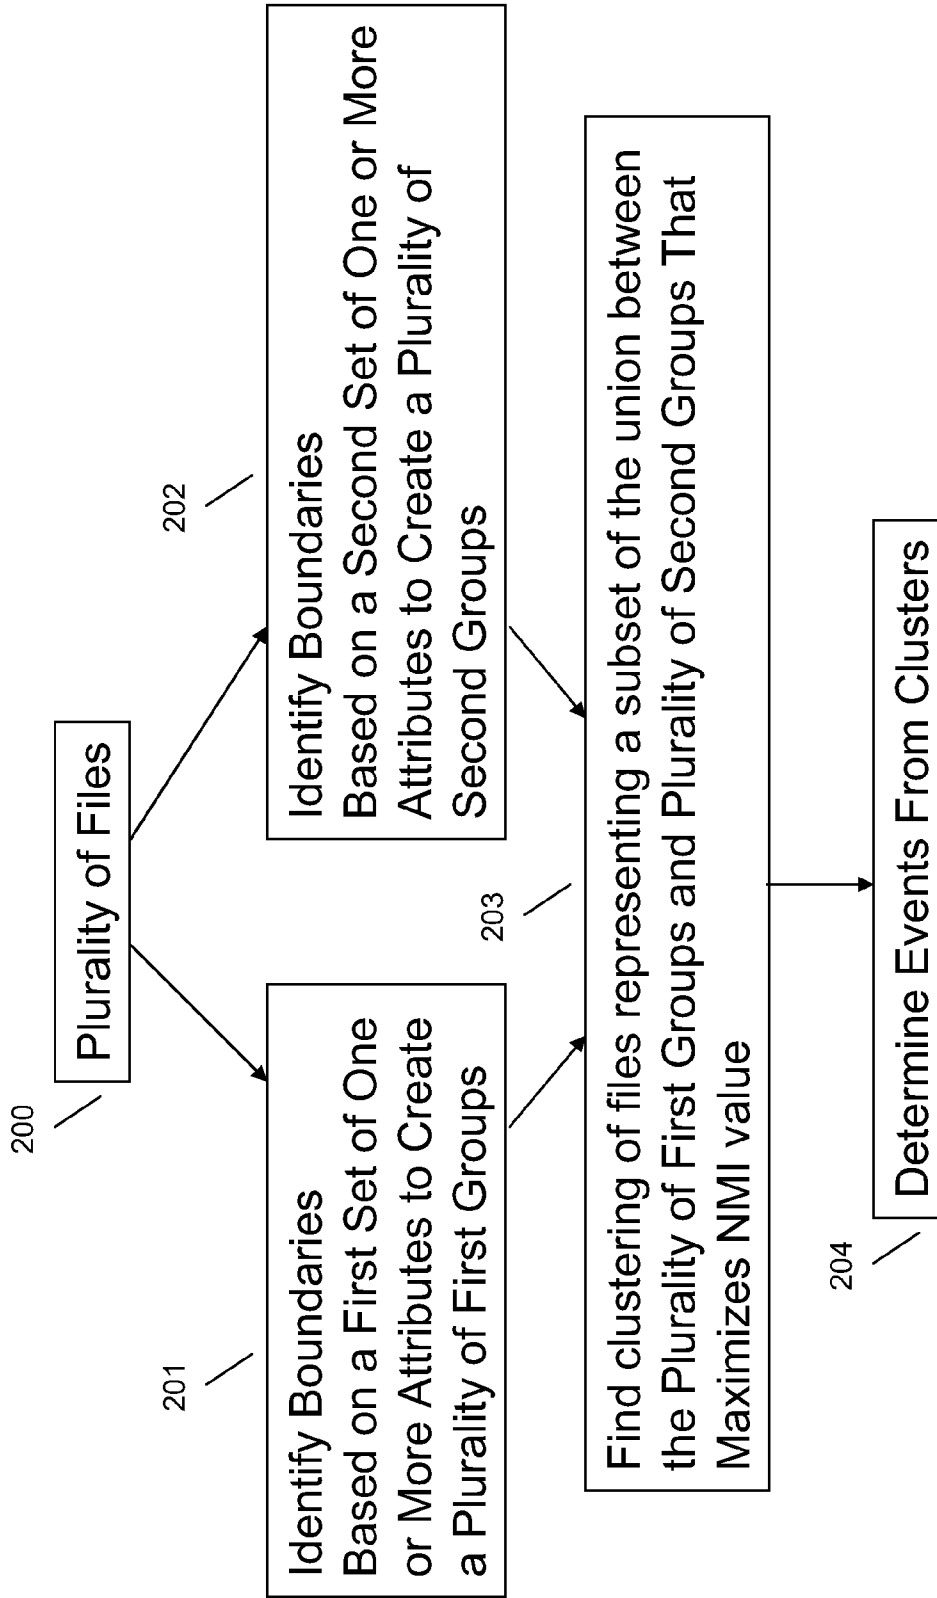 200
Plurality of Files
201
Identify Boundaries
Based on a First Set of One
or More Attributes to Create
a Plurality of First Groups
202
Identify Boundaries
Based on a Second Set of One or More
Attributes to Create a Plurality of
Second Groups
203
Find clustering of files representing a subset of the union between
the Plurality of First Groups and Plurality of Second Groups That
Maximizes NMI value
204
Determine Events From Clusters